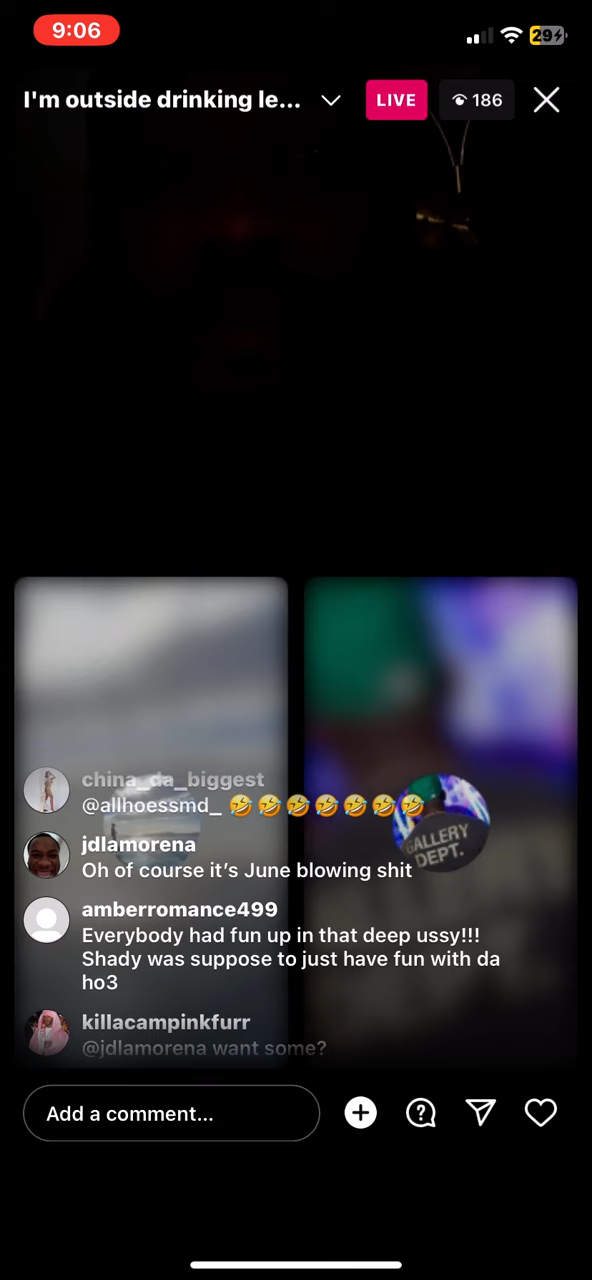 9:06
29
I'm outside drinking le...
LIVE
186
china_da_biggest
@allhoessmd_ 🤣🤣🤣🤣🤣🤣🤣
jdlamorena
Oh of course it’s June blowing shit
GALLERY
DEPT.
amberromance499
Everybody had fun up in that deep ussy!!!
Shady was suppose to just have fun with da
ho3
killacampinkfurr
@jdlamorena want some?
Add a comment...